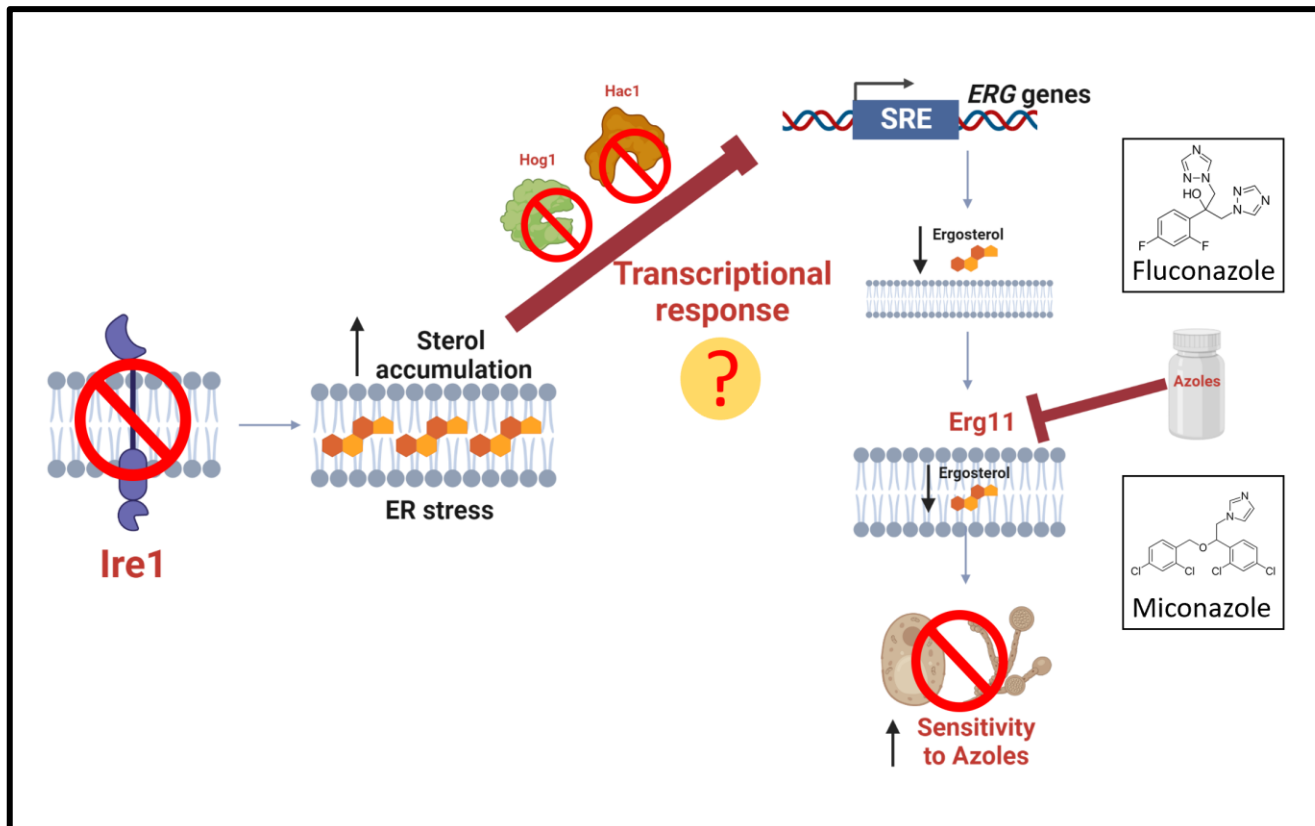 Hac1
Hog1
ERG genes
SRE
Ergosterol
Transcriptional
response
?
Sterol
accumulation
ER stress
Ire1
Erg11
Azoles
Ergosterol
Sensitivity
to Azoles
N
N
N
HO
N
N
N
F
F
Fluconazole
N
N
O
Cl
Cl
Cl
Cl
Miconazole